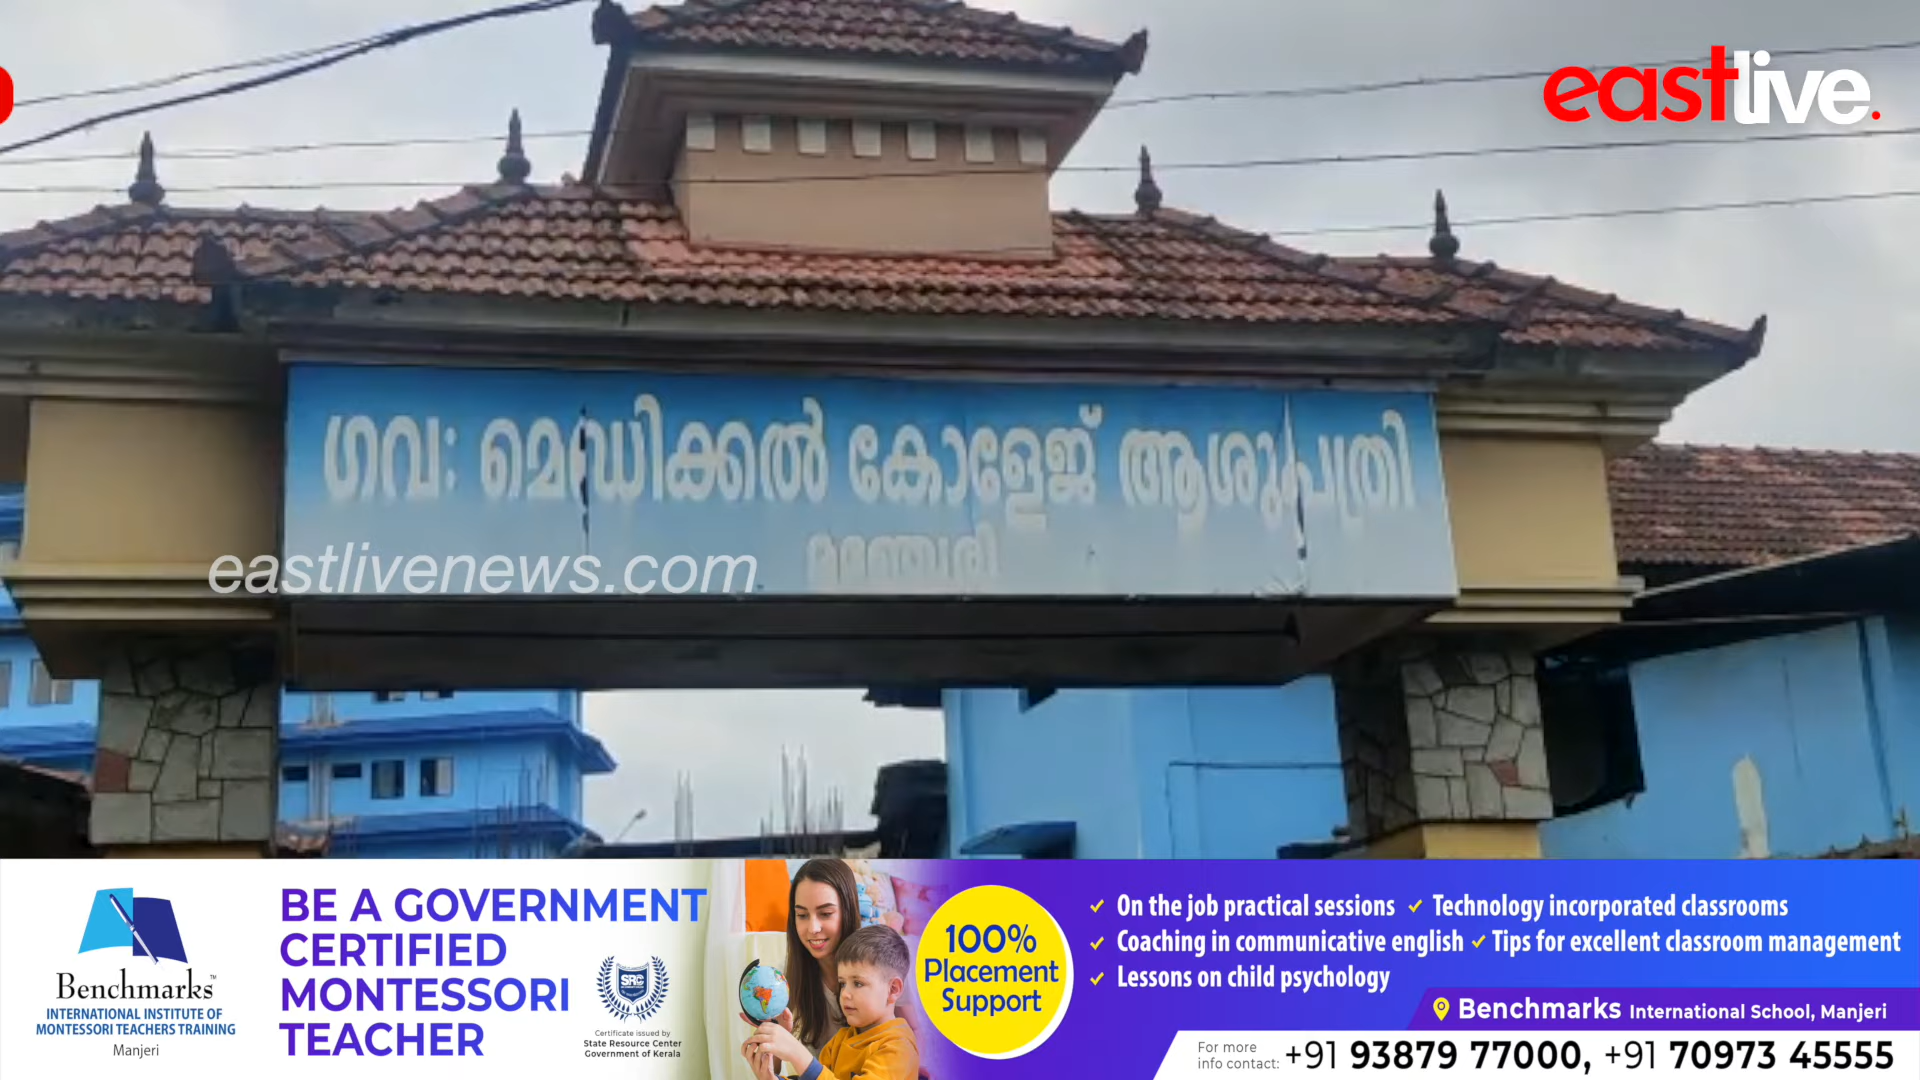 eastlive.
ഗവ: മെഡിക്കൽ കോളേജ് ആശുപത്രി
മഞ്ചേരി
eastlivenews.com
Benchmarks™
INTERNATIONAL INSTITUTE OF
MONTESSORI TEACHERS TRAINING
Manjeri
BE A GOVERNMENT
CERTIFIED
MONTESSORI
TEACHER
SRC
Certificate issued by
State Resource Center
Government of Kerala
100%
Placement
Support
On the job practical sessions
Technology incorporated classrooms
Coaching in communicative english
Tips for excellent classroom management
Lessons on child psychology
Benchmarks International School, Manjeri
For more
info contact: +91 93879 77000, +91 70973 45555